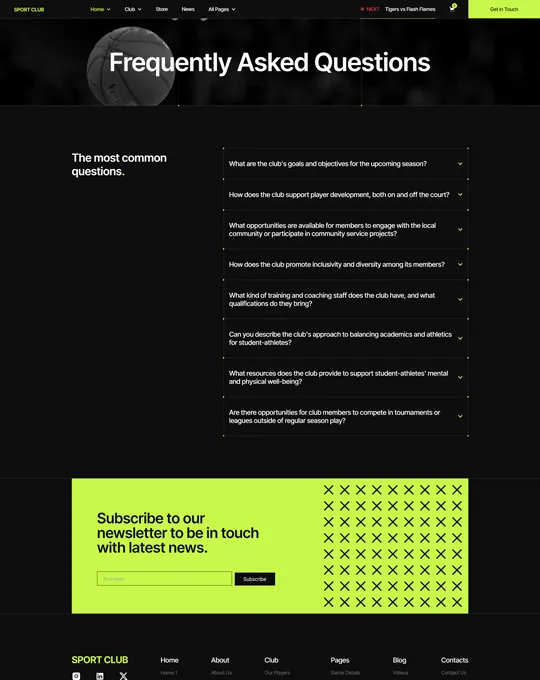 SPORT CLUB
Home
Club
Store
News
All Pages
NEXT
Tigers vs Flash Flames
Get in Touch
Frequently Asked Questions
The most common
questions.
What are the club's goals and objectives for the upcoming season?
How does the club support player development, both on and off the court?
What opportunities are available for members to engage with the local
community or participate in community service projects?
How does the club promote inclusivity and diversity among its members?
What kind of training and coaching staff does the club have, and what
qualifications do they bring?
Can you describe the club's approach to balancing academics and athletics
for student-athletes?
What resources does the club provide to support student-athletes' mental
and physical well-being?
Are there opportunities for club members to compete in tournaments or
leagues outside of regular season play?
Subscribe to our
newsletter to be in touch
with latest news.
Your email
Subscribe
SPORT CLUB
Home
About
Club
Pages
Blog
Contacts
Home 1
About Us
Our Players
Game Details
Videos
Contact Us